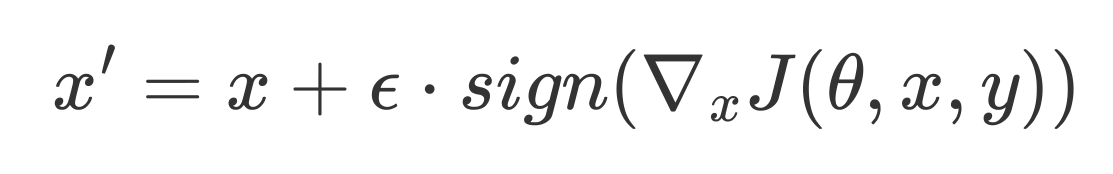 x′ = x + ϵ · sign(∇ₓJ(θ, x, y))